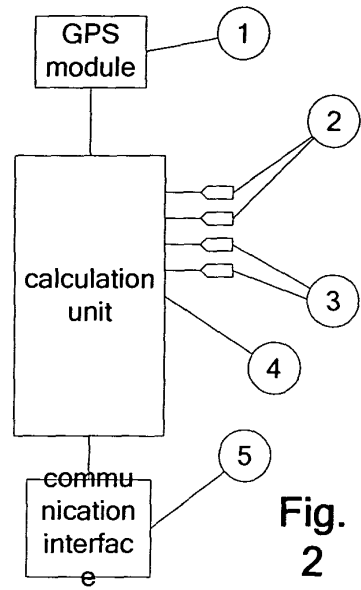 GPS
module
1
2
calculation
unit
3
4
commu
nication
interfac
e
5
Fig.
2